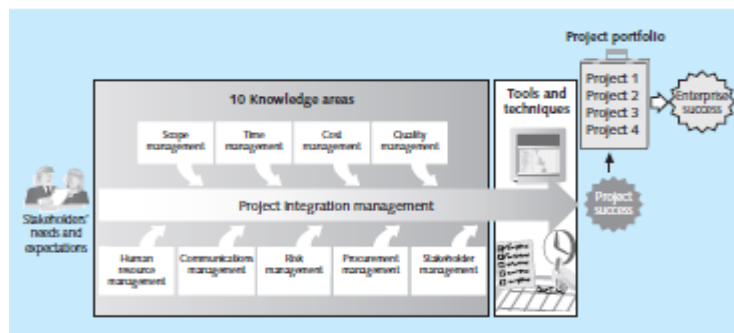 Project portfolio
Project 1
Project 2
Project 3
Project 4
Enterprise
success
Tools and
techniques
10 Knowledge areas
Scope
management
Time
management
Cost
management
Quality
management
Project integration management
Project
success
Stakeholders'
needs and
expectations
Human
resource
management
Communications
management
Risk
management
Procurement
management
Stakeholder
management